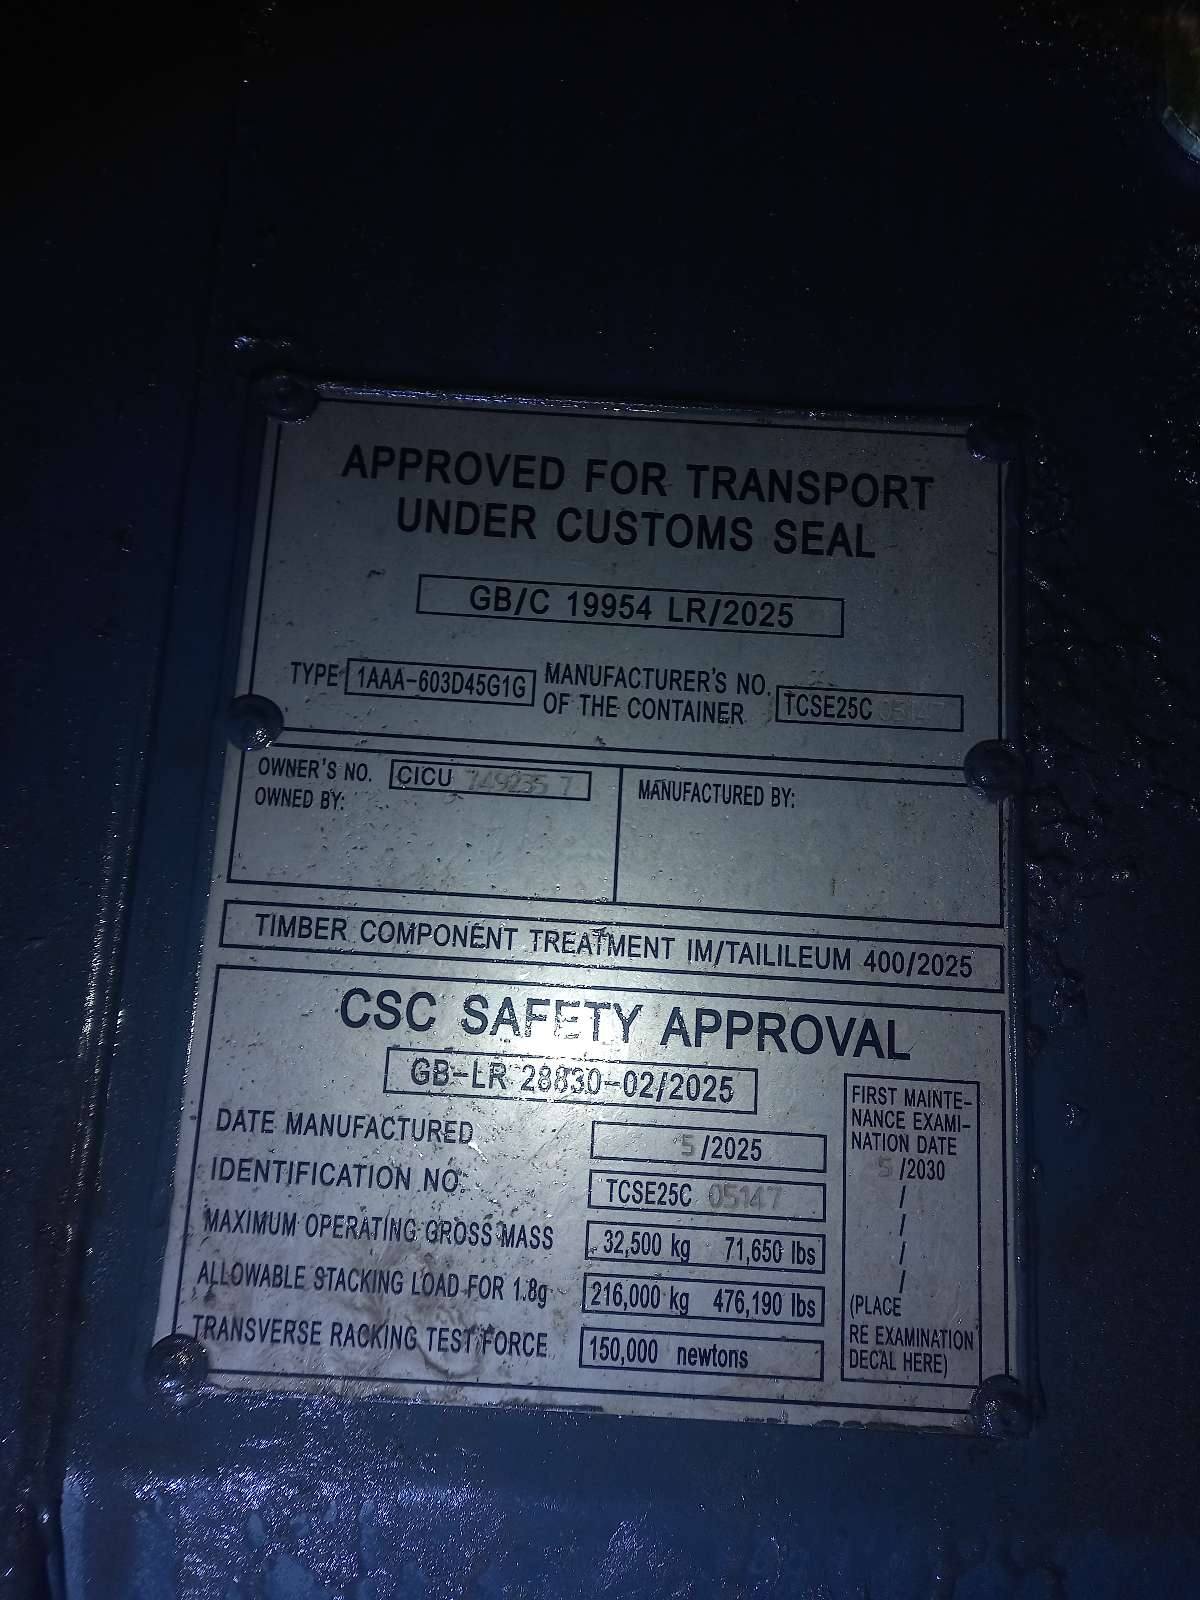 APPROVED FOR TRANSPORT
UNDER CUSTOMS SEAL
GB/C 19954 LR/2025
TYPE 1AAA-603D45G1G MANUFACTURER'S NO.
OF THE CONTAINER TCSE25C 05147
OWNER'S NO. CICU 749235 7
OWNED BY:
MANUFACTURED BY:
TIMBER COMPONENT TREATMENT IM/TAILILEUM 400/2025
CSC SAFETY APPROVAL
GB-LR 28830-02/2025
DATE MANUFACTURED 5/2025
IDENTIFICATION NO. TCSE25C 05147
MAXIMUM OPERATING GROSS MASS 32,500 kg 71,650 lbs
ALLOWABLE STACKING LOAD FOR 1.8g 216,000 kg 476,190 lbs
TRANSVERSE RACKING TEST FORCE 150,000 newtons
FIRST MAINTE-
NANCE EXAMI-
NATION DATE
5/2030
/
/
/
/
(PLACE
RE EXAMINATION
DECAL HERE)